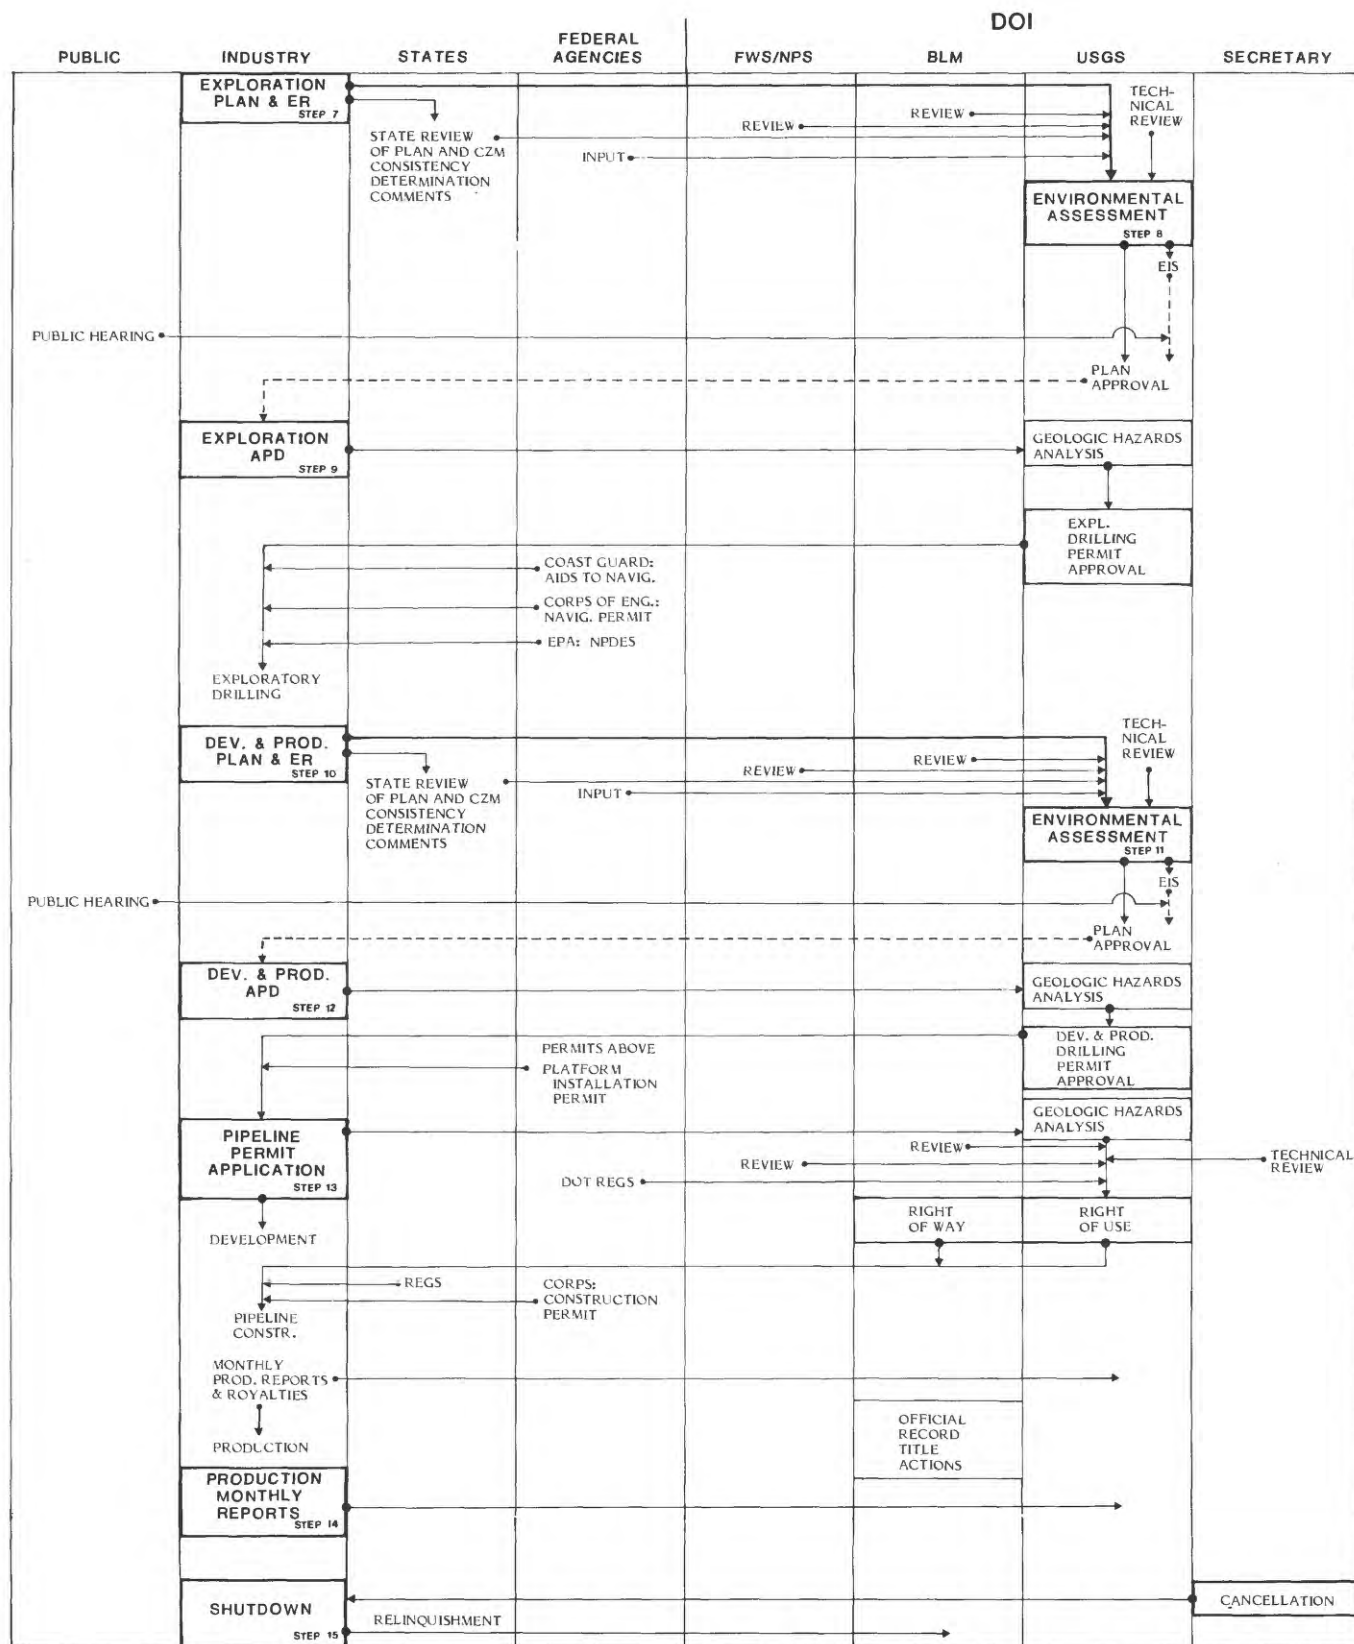 DOI
PUBLIC
INDUSTRY
STATES
FEDERAL
AGENCIES
FWS/NPS
BLM
USGS
SECRETARY
EXPLORATION
PLAN & ER
STEP 7
STATE REVIEW
OF PLAN AND CZM
CONSISTENCY
DETERMINATION
COMMENTS
INPUT
REVIEW
REVIEW
TECH-
NICAL
REVIEW
ENVIRONMENTAL
ASSESSMENT
STEP 8
EIS
PUBLIC HEARING
PLAN
APPROVAL
EXPLORATION
APD
STEP 9
GEOLOGIC HAZARDS
ANALYSIS
EXPL.
DRILLING
PERMIT
APPROVAL
COAST GUARD:
AIDS TO NAVIG.
CORPS OF ENG.:
NAVIG. PERMIT
EPA: NPDES
EXPLORATORY
DRILLING
DEV. & PROD.
PLAN & ER
STEP 10
STATE REVIEW
OF PLAN AND CZM
CONSISTENCY
DETERMINATION
COMMENTS
INPUT
REVIEW
REVIEW
TECH-
NICAL
REVIEW
ENVIRONMENTAL
ASSESSMENT
STEP 11
EIS
PUBLIC HEARING
PLAN
APPROVAL
DEV. & PROD.
APD
STEP 12
GEOLOGIC HAZARDS
ANALYSIS
DEV. & PROD.
DRILLING
PERMIT
APPROVAL
PERMITS ABOVE
PLATFORM
INSTALLATION
PERMIT
PIPELINE
PERMIT
APPLICATION
STEP 13
GEOLOGIC HAZARDS
ANALYSIS
REVIEW
REVIEW
DOT REGS
TECHNICAL
REVIEW
RIGHT
OF WAY
RIGHT
OF USE
DEVELOPMENT
REGS
CORPS:
CONSTRUCTION
PERMIT
PIPELINE
CONSTR.
MONTHLY
PROD. REPORTS
& ROYALTIES
PRODUCTION
OFFICIAL
RECORD
TITLE
ACTIONS
PRODUCTION
MONTHLY
REPORTS
STEP 14
SHUTDOWN
STEP 15
RELINQUISHMENT
CANCELLATION